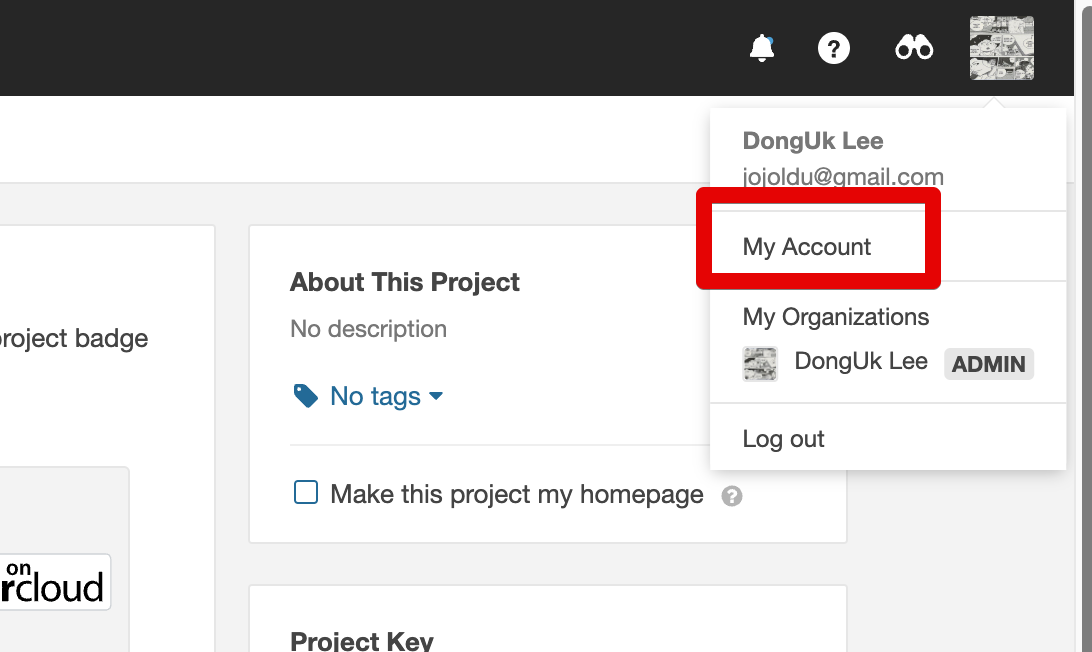 ?
DongUk Lee
jojoldu@gmail.com
My Account
My Organizations
DongUk Lee ADMIN
Log out
project badge
on
rcloud
About This Project
No description
No tags
Make this project my homepage ?
Project Key